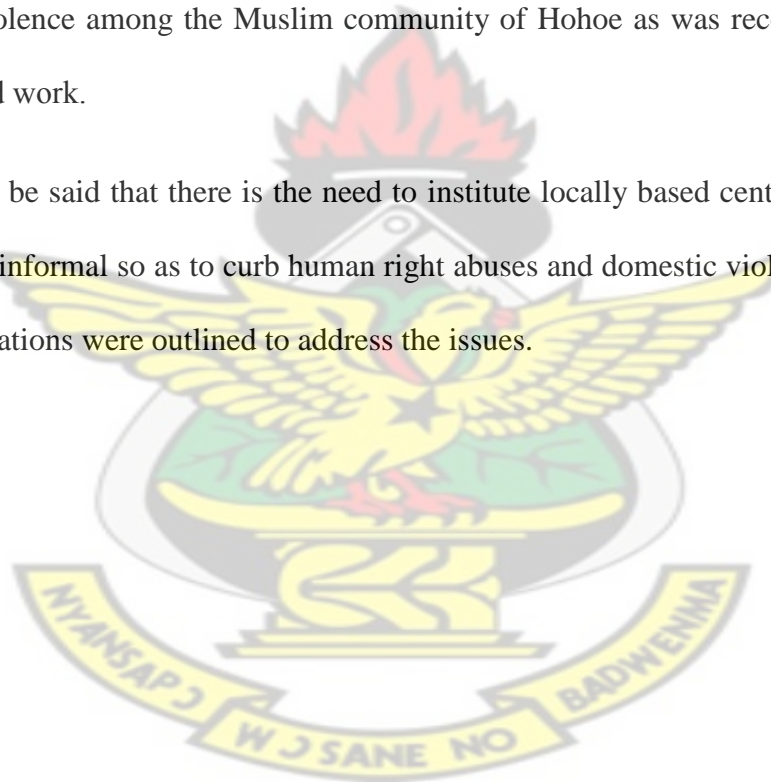 olence among the Muslim community of Hohoe as was rec
d work.
be said that there is the need to institute locally based cent
informal so as to curb human right abuses and domestic viol
ations were outlined to address the issues.
NYANSAPƆ
WƆ SANE NO
BADWENMA